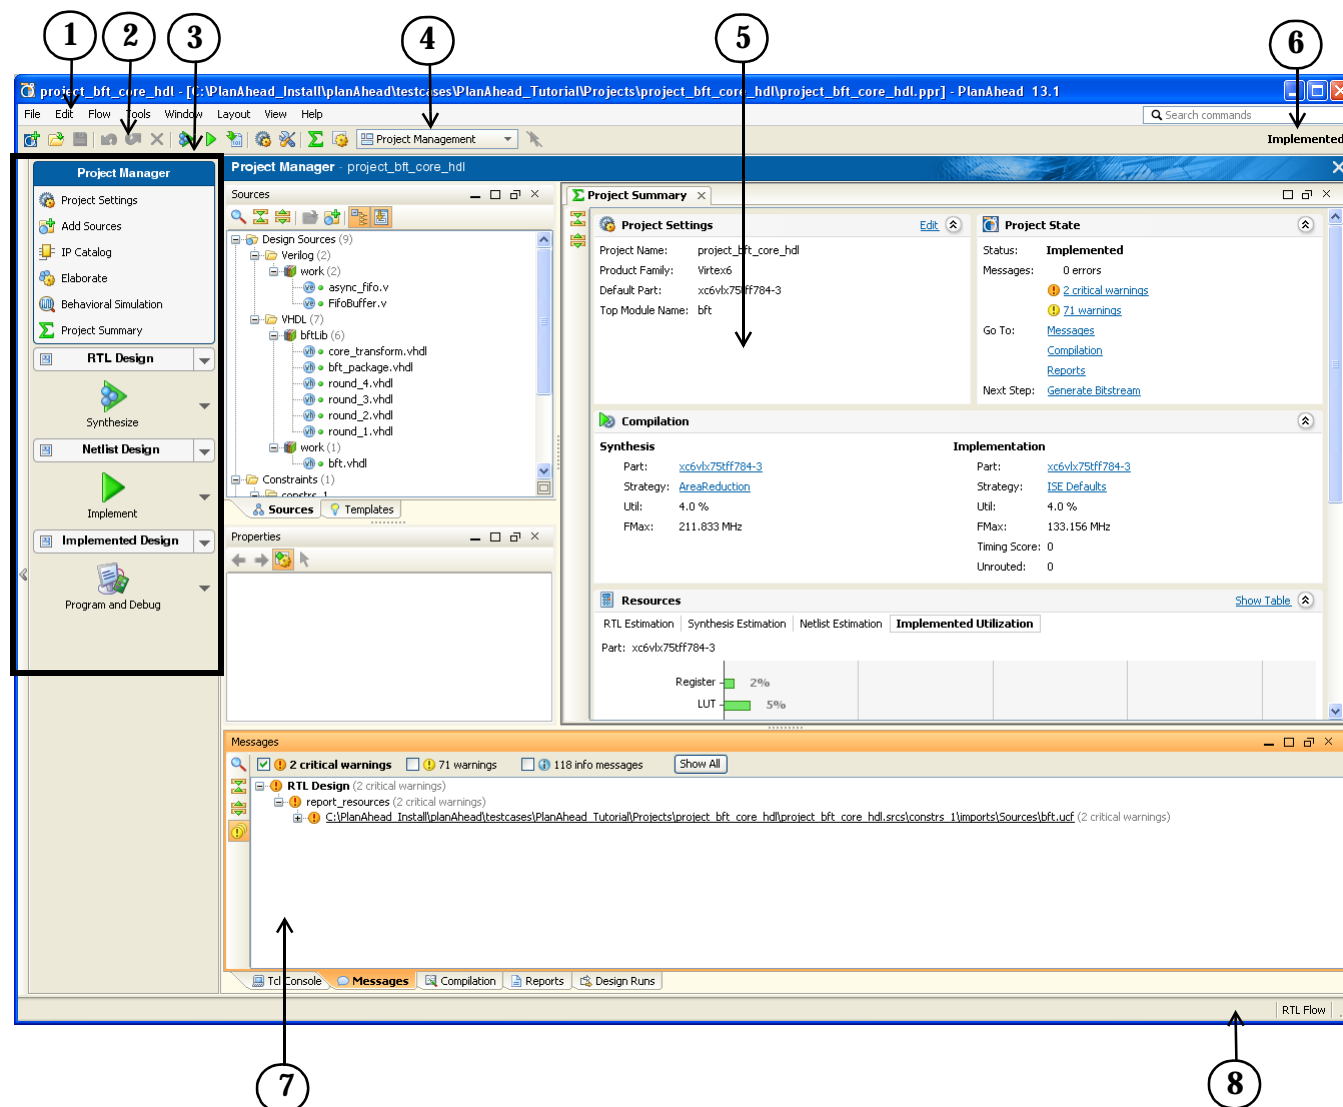 1 2 3 4 5 6
project_bft_core_hdl - [C:\PlanAhead_Install\planAhead\testcases\PlanAhead_Tutorial\Projects\project_bft_core_hdl\project_bft_core_hdl.ppr] - PlanAhead 13.1
File Edit Flow Tools Window Layout View Help
Search commands
Project Management
Implemented
Project Manager
Project Settings
Add Sources
IP Catalog
Elaborate
Behavioral Simulation
Project Summary
RTL Design
Synthesize
Netlist Design
Implement
Implemented Design
Program and Debug
Project Manager - project_bft_core_hdl
Sources
Design Sources (9)
Verilog (2)
work (2)
async_fifo.v
FifoBuffer.v
VHDL (7)
bftLib (6)
core_transform.vhdl
bft_package.vhdl
round_4.vhdl
round_3.vhdl
round_2.vhdl
round_1.vhdl
work (1)
bft.vhdl
Constraints (1)
constrs_1
Sources Templates
Properties
Project Summary
Project Settings Edit
Project Name: project_bft_core_hdl
Product Family: Virtex6
Default Part: xc6vlx75tff784-3
Top Module Name: bft
Project State
Status: Implemented
Messages: 0 errors
2 critical warnings
71 warnings
Go To: Messages
Compilation
Reports
Next Step: Generate Bitstream
Compilation
Synthesis
Part: xc6vlx75tff784-3
Strategy: AreaReduction
Util: 4.0 %
FMax: 211.833 MHz
Implementation
Part: xc6vlx75tff784-3
Strategy: ISE Defaults
Util: 4.0 %
FMax: 133.156 MHz
Timing Score: 0
Unrouted: 0
Resources Show Table
RTL Estimation Synthesis Estimation Netlist Estimation Implemented Utilization
Part: xc6vlx75tff784-3
Register 2%
LUT 5%
Messages
2 critical warnings 71 warnings 118 info messages Show All
RTL Design (2 critical warnings)
report_resources (2 critical warnings)
C:\PlanAhead_Install\planAhead\testcases\PlanAhead_Tutorial\Projects\project_bft_core_hdl\project_bft_core_hdl.srcs\constrs_1\imports\Sources\bft.ucf (2 critical warnings)
Tcl Console Messages Compilation Reports Design Runs
RTL Flow
7 8